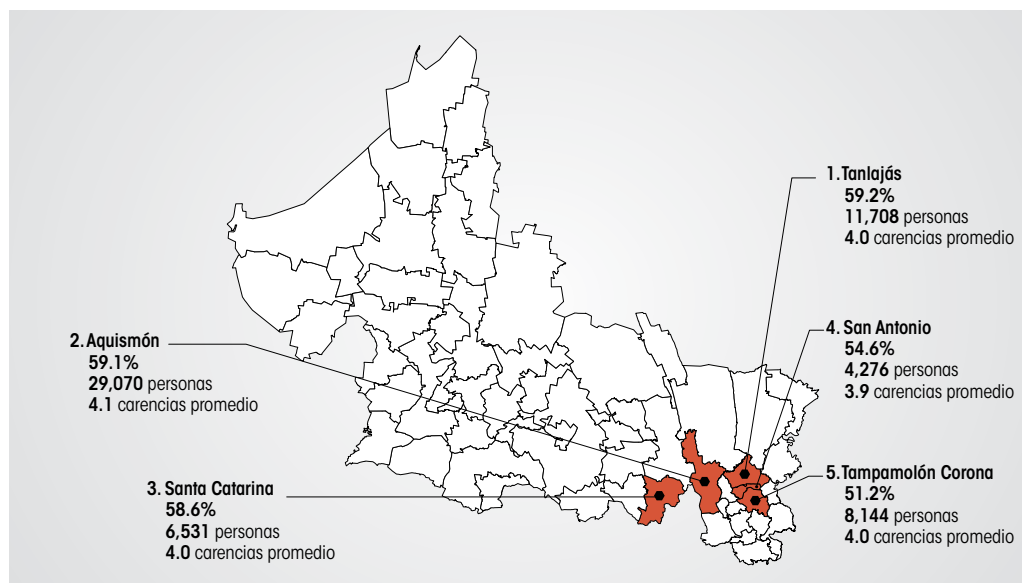 1. Tanlajás
59.2%
11,708 personas
4.0 carencias promedio
2. Aquismón
59.1%
29,070 personas
4.1 carencias promedio
4. San Antonio
54.6%
4,276 personas
3.9 carencias promedio
3. Santa Catarina
58.6%
6,531 personas
4.0 carencias promedio
5. Tampamolón Corona
51.2%
8,144 personas
4.0 carencias promedio